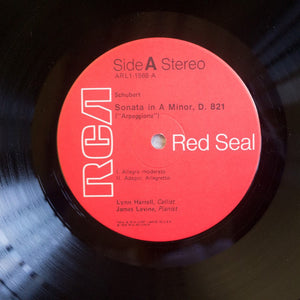 Side A Stereo
ARL1-1568-A
Schubert
Sonata in A Minor, D. 821
("Arpeggione")
RCA
Red Seal
I. Allegro moderato
II. Adagio; Allegretto
Lynn Harrell, Cellist
James Levine, Pianist